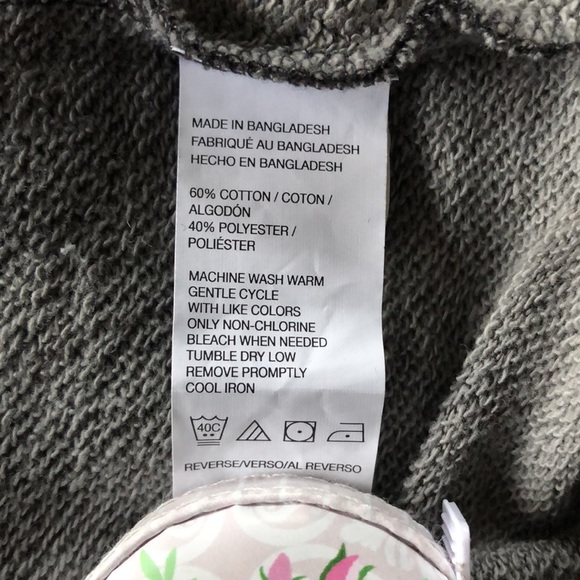 MADE IN BANGLADESH
FABRIQUÉ AU BANGLADESH
HECHO EN BANGLADESH
60% COTTON / COTON /
ALGODÓN
40% POLYESTER /
POLIÉSTER
MACHINE WASH WARM
GENTLE CYCLE
WITH LIKE COLORS
ONLY NON-CHLORINE
BLEACH WHEN NEEDED
TUMBLE DRY LOW
REMOVE PROMPTLY
COOL IRON
40C
REVERSE/VERSO/AL REVERSO